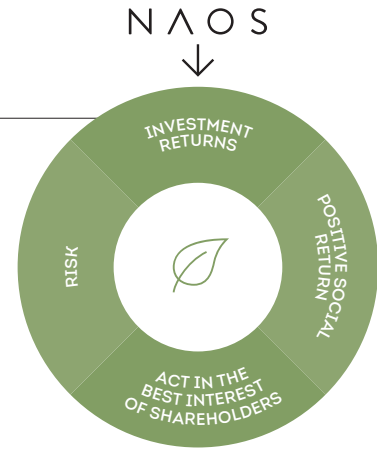 NAOS
INVESTMENT
RETURNS
POSITIVE SOCIAL
RETURN
ACT IN THE
BEST INTEREST
OF SHAREHOLDERS
RISK